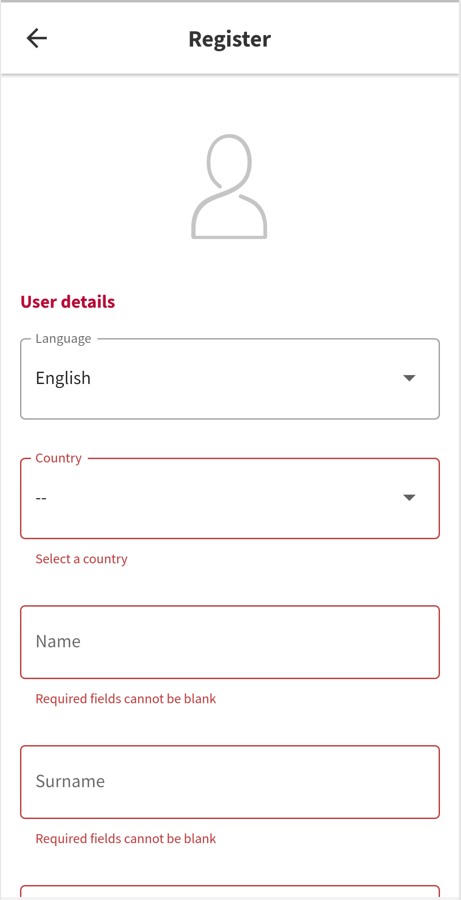 Register
User details
Language
English
Country
--
Select a country
Name
Required fields cannot be blank
Surname
Required fields cannot be blank